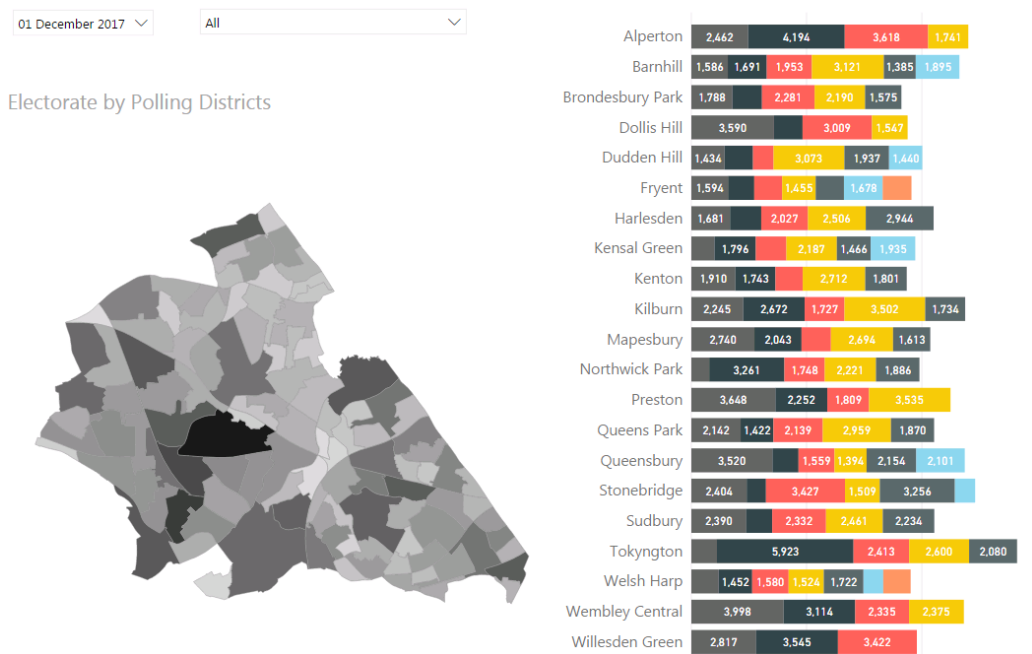 01 December 2017
All
Electorate by Polling Districts
Alperton 2,462 4,194 3,618 1,741
Barnhill 1,586 1,691 1,953 3,121 1,385 1,895
Brondesbury Park 1,788 2,281 2,190 1,575
Dollis Hill 3,590 3,009 1,547
Dudden Hill 1,434 3,073 1,937 1,440
Fryent 1,594 1,455 1,678
Harlesden 1,681 2,027 2,506 2,944
Kensal Green 1,796 2,187 1,466 1,935
Kenton 1,910 1,743 2,712 1,801
Kilburn 2,245 2,672 1,727 3,502 1,734
Mapesbury 2,740 2,043 2,694 1,613
Northwick Park 3,261 1,748 2,221 1,886
Preston 3,648 2,252 1,809 3,535
Queens Park 2,142 1,422 2,139 2,959 1,870
Queensbury 3,520 1,559 1,394 2,154 2,101
Stonebridge 2,404 3,427 1,509 3,256
Sudbury 2,390 2,332 2,461 2,234
Tokyngton 5,923 2,413 2,600 2,080
Welsh Harp 1,452 1,580 1,524 1,722
Wembley Central 3,998 3,114 2,335 2,375
Willesden Green 2,817 3,545 3,422